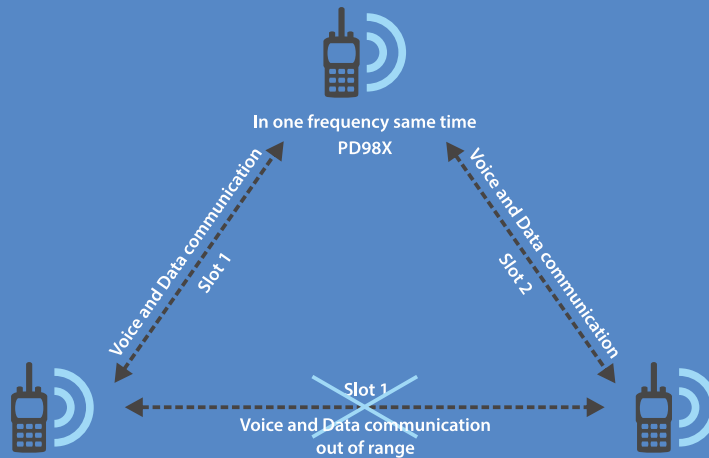 In one frequency same time
PD98X
Voice and Data communication
Slot 1
Voice and Data communication
Slot 2
Slot 1
Voice and Data communication
out of range